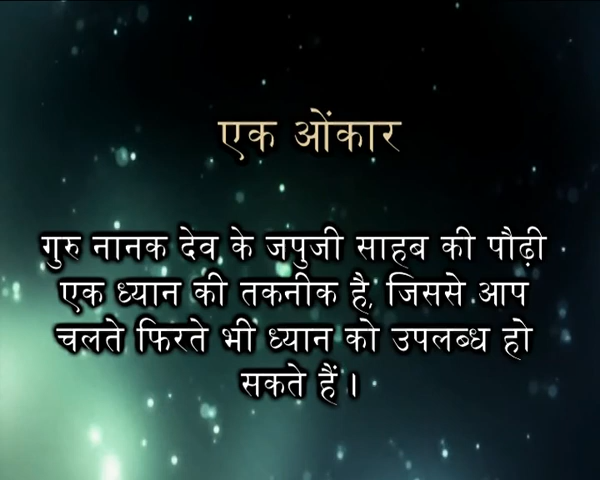 एक ओंकार
गुरु नानक देव के जपुजी साहब की पौढ़ी
एक ध्यान की तकनीक है, जिससे आप
चलते फिरते भी ध्यान को उपलब्ध हो
सकते हैं ।